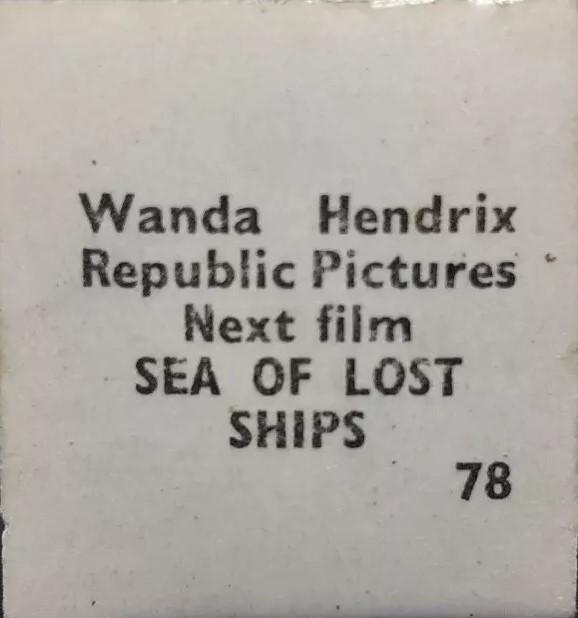 Wanda Hendrix
Republic Pictures
Next film
SEA OF LOST
SHIPS
78